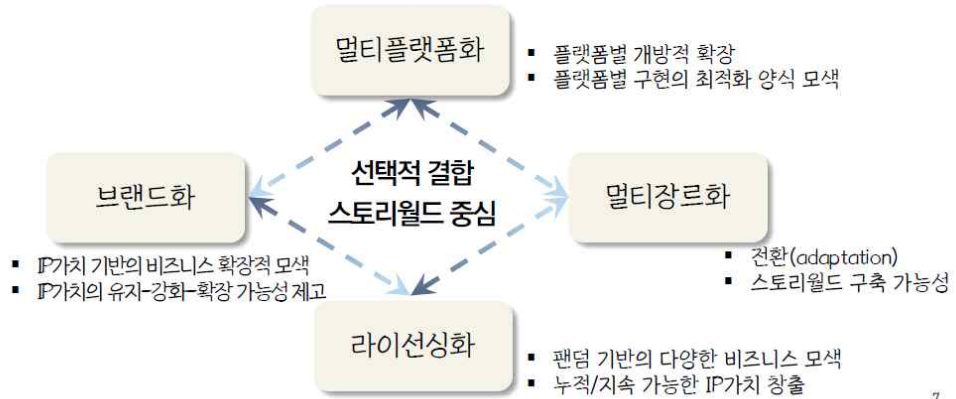 멀티플랫폼화
▪ 플랫폼별 개방적 확장
▪ 플랫폼별 구현의 최적화 양식 모색
선택적 결합
스토리월드 중심
브랜드화
▪ IP가치 기반의 비즈니스 확장적 모색
▪ IP가치의 유지-강화-확장 가능성 제고
멀티장르화
▪ 전환(adaptation)
▪ 스토리월드 구축 가능성
라이선싱화
▪ 팬덤 기반의 다양한 비즈니스 모색
▪ 누적/지속 가능한 IP가치 창출
7